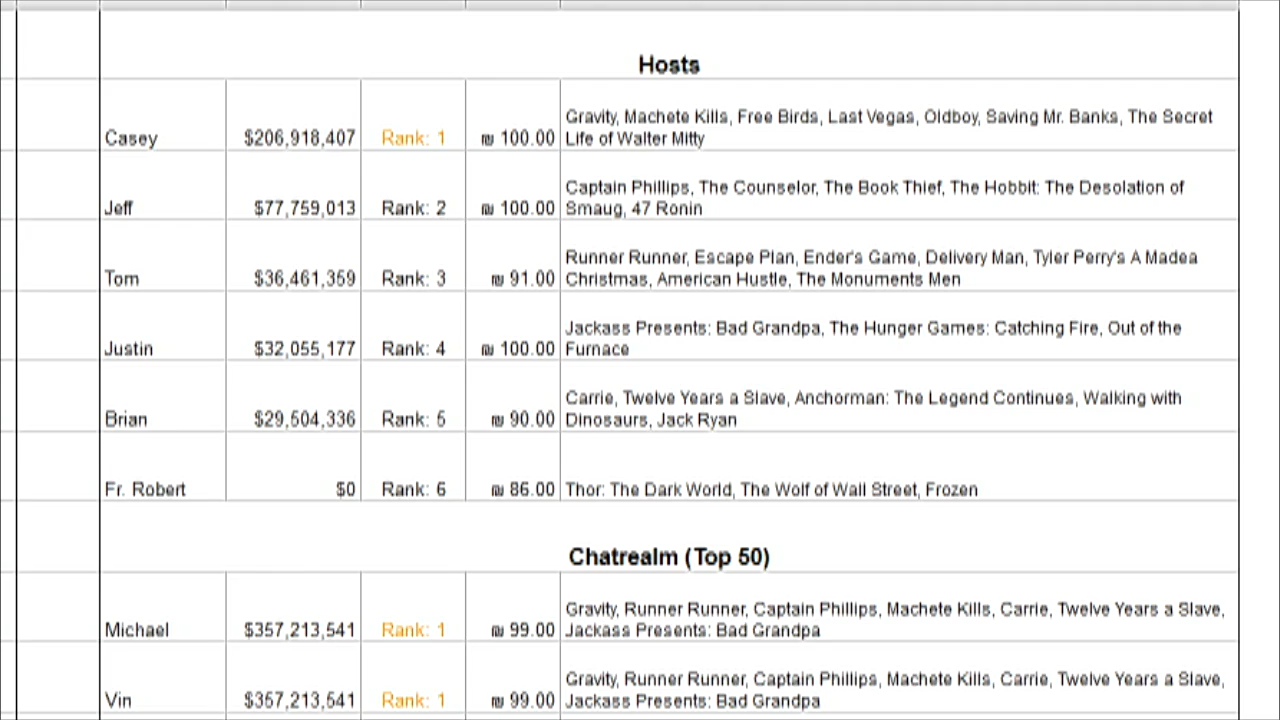 Hosts
Casey $206,918,407 Rank: 1 ₪ 100.00 Gravity, Machete Kills, Free Birds, Last Vegas, Oldboy, Saving Mr. Banks, The Secret
Life of Walter Mitty
Jeff $77,759,013 Rank: 2 ₪ 100.00 Captain Phillips, The Counselor, The Book Thief, The Hobbit: The Desolation of
Smaug, 47 Ronin
Tom $36,461,359 Rank: 3 ₪ 91.00 Runner Runner, Escape Plan, Ender's Game, Delivery Man, Tyler Perry's A Madea
Christmas, American Hustle, The Monuments Men
Justin $32,055,177 Rank: 4 ₪ 100.00 Jackass Presents: Bad Grandpa, The Hunger Games: Catching Fire, Out of the
Furnace
Brian $29,504,336 Rank: 5 ₪ 90.00 Carrie, Twelve Years a Slave, Anchorman: The Legend Continues, Walking with
Dinosaurs, Jack Ryan
Fr. Robert $0 Rank: 6 ₪ 86.00 Thor: The Dark World, The Wolf of Wall Street, Frozen
Chatrealm (Top 50)
Michael $357,213,541 Rank: 1 ₪ 99.00 Gravity, Runner Runner, Captain Phillips, Machete Kills, Carrie, Twelve Years a Slave,
Jackass Presents: Bad Grandpa
Vin $357,213,541 Rank: 1 ₪ 99.00 Gravity, Runner Runner, Captain Phillips, Machete Kills, Carrie, Twelve Years a Slave,
Jackass Presents: Bad Grandpa